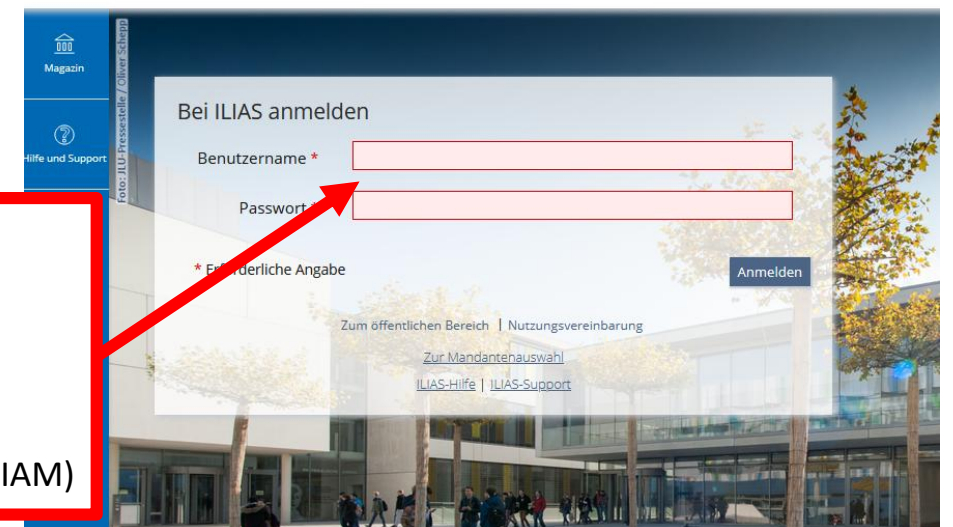 Magazin
Hilfe und Support
Foto: JLU-Pressestelle / Oliver Schepp
Bei ILIAS anmelden
Benutzername *
Passwort *
* Erforderliche Angabe
Anmelden
Zum öffentlichen Bereich | Nutzungsvereinbarung
Zur Mandantenauswahl
ILIAS-Hilfe | ILIAS-Support
IAM)